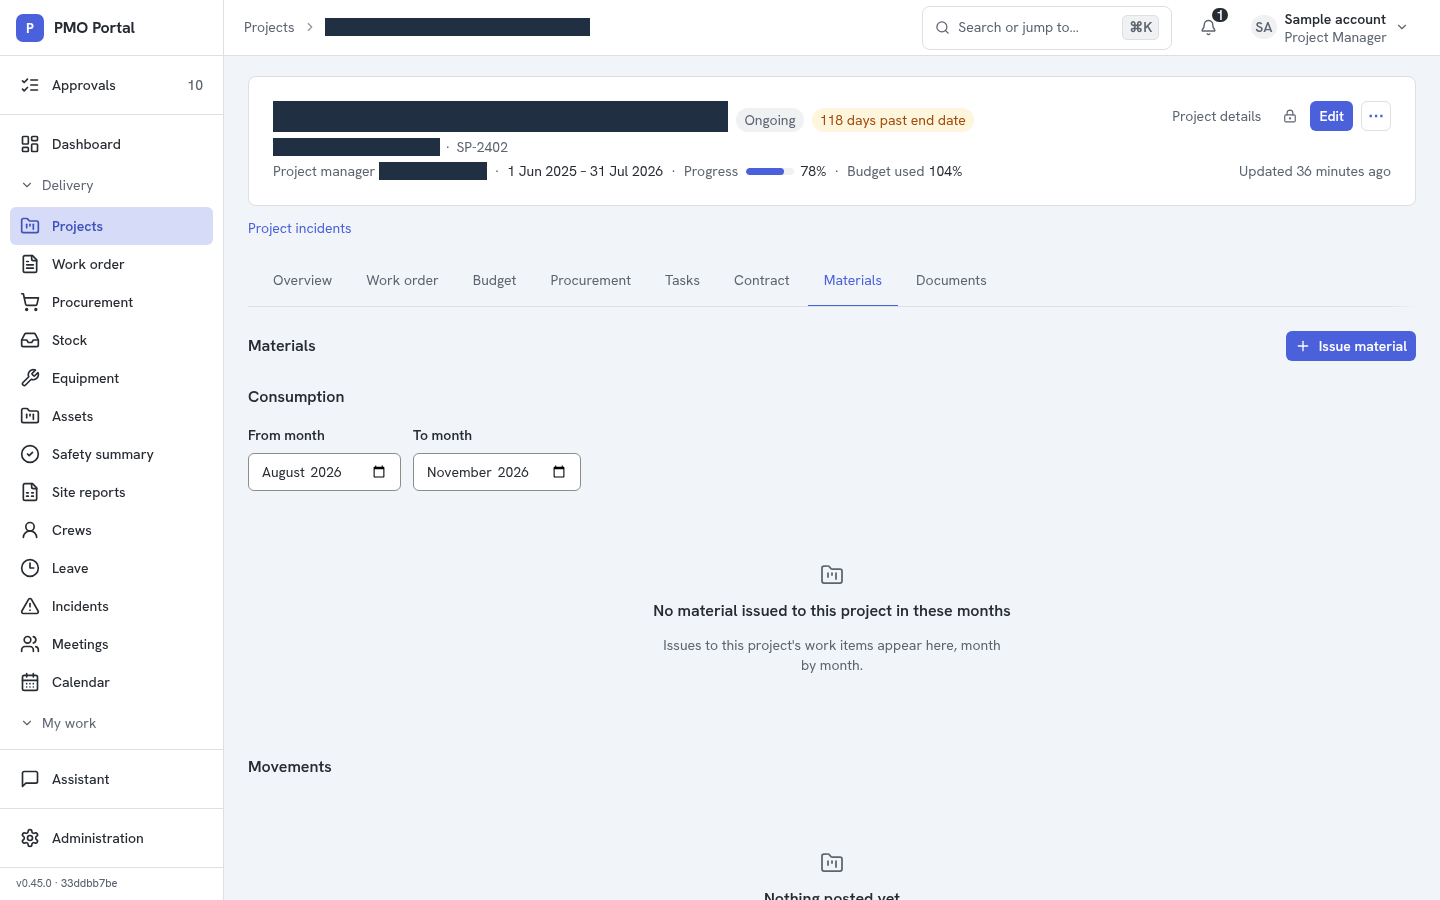 P PMO Portal
Projects
Search or jump to...
⌘K
1
SA
Sample account
Project Manager
Approvals 10
Dashboard
Delivery
Projects
Work order
Procurement
Stock
Equipment
Assets
Safety summary
Site reports
Crews
Leave
Incidents
Meetings
Calendar
My work
Assistant
Administration
v0.45.0 · 33ddbb7be
Ongoing
118 days past end date
Project details
Edit
· SP-2402
Project manager
· 1 Jun 2025 – 31 Jul 2026 · Progress 78% · Budget used 104%
Updated 36 minutes ago
Project incidents
Overview
Work order
Budget
Procurement
Tasks
Contract
Materials
Documents
Materials
Issue material
Consumption
From month
To month
August 2026
November 2026
No material issued to this project in these months
Issues to this project's work items appear here, month
by month.
Movements
Nothing posted yet